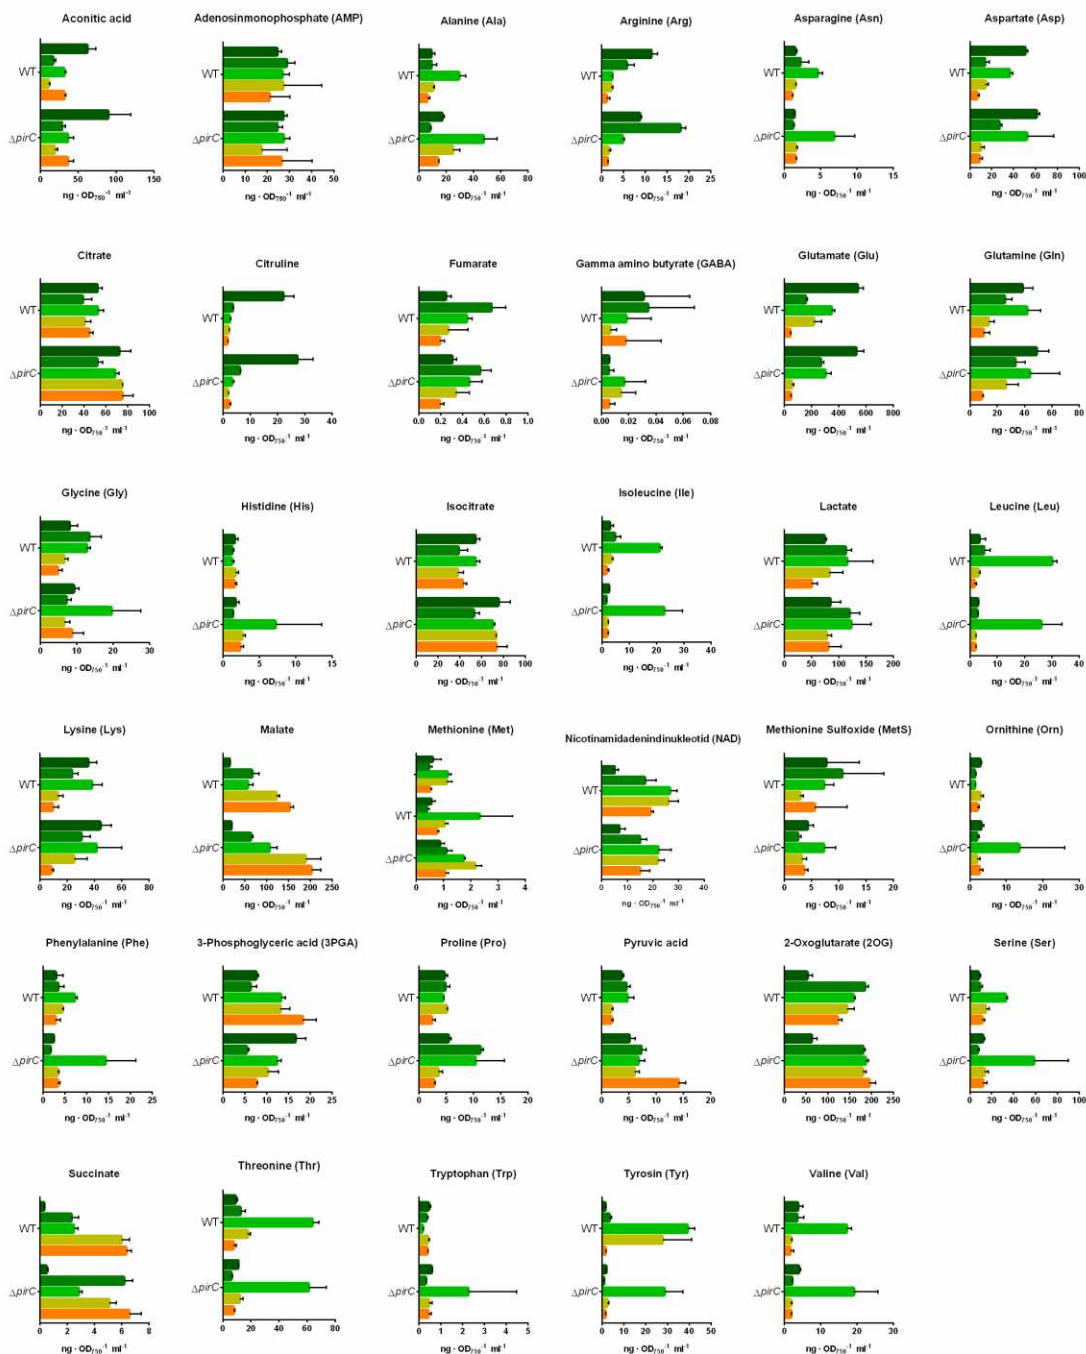 Aconitic acid
WT
ΔpirC
0 50 100 150
ng · OD₇₅₀⁻¹ ml⁻¹
Adenosinmonophosphate (AMP)
WT
ΔpirC
0 10 20 30 40 50
ng · OD₇₅₀⁻¹ ml⁻¹
Alanine (Ala)
WT
ΔpirC
0 20 40 60 80
ng · OD₇₅₀⁻¹ ml⁻¹
Arginine (Arg)
WT
ΔpirC
0 5 10 15 20 25
ng · OD₇₅₀⁻¹ ml⁻¹
Asparagine (Asn)
WT
ΔpirC
0 5 10 15
ng · OD₇₅₀⁻¹ ml⁻¹
Aspartate (Asp)
WT
ΔpirC
0 20 40 60 80 100
ng · OD₇₅₀⁻¹ ml⁻¹
Citrate
WT
ΔpirC
0 20 40 60 80 100
ng · OD₇₅₀⁻¹ ml⁻¹
Citruline
WT
ΔpirC
0 10 20 30 40
ng · OD₇₅₀⁻¹ ml⁻¹
Fumarate
WT
ΔpirC
0 0.2 0.4 0.6 0.8 1.0
ng · OD₇₅₀⁻¹ ml⁻¹
Gamma amino butyrate (GABA)
WT
ΔpirC
0.00 0.02 0.04 0.06 0.08
ng · OD₇₅₀⁻¹ ml⁻¹
Glutamate (Glu)
WT
ΔpirC
0 200 400 600 800
ng · OD₇₅₀⁻¹ ml⁻¹
Glutamine (Gln)
WT
ΔpirC
0 20 40 60 80
ng · OD₇₅₀⁻¹ ml⁻¹
Glycine (Gly)
WT
ΔpirC
0 10 20 30
ng · OD₇₅₀⁻¹ ml⁻¹
Histidine (His)
WT
ΔpirC
0 5 10 15
ng · OD₇₅₀⁻¹ ml⁻¹
Isocitrate
WT
ΔpirC
0 20 40 60 80 100
ng · OD₇₅₀⁻¹ ml⁻¹
Isoleucine (Ile)
WT
ΔpirC
0 10 20 30 40
ng · OD₇₅₀⁻¹ ml⁻¹
Lactate
WT
ΔpirC
0 50 100 150 200
ng · OD₇₅₀⁻¹ ml⁻¹
Leucine (Leu)
WT
ΔpirC
0 10 20 30 40
ng · OD₇₅₀⁻¹ ml⁻¹
Lysine (Lys)
WT
ΔpirC
0 20 40 60 80
ng · OD₇₅₀⁻¹ ml⁻¹
Malate
WT
ΔpirC
0 50 100 150 200 250
ng · OD₇₅₀⁻¹ ml⁻¹
Methionine (Met)
WT
ΔpirC
0 1 2 3 4
ng · OD₇₅₀⁻¹ ml⁻¹
Nicotinamidadenindinukleotid (NAD)
WT
ΔpirC
0 10 20 30 40
ng · OD₇₅₀⁻¹ ml⁻¹
Methionine Sulfoxide (MetS)
WT
ΔpirC
0 5 10 15 20
ng · OD₇₅₀⁻¹ ml⁻¹
Ornithine (Orn)
WT
ΔpirC
0 10 20 30
ng · OD₇₅₀⁻¹ ml⁻¹
Phenylalanine (Phe)
WT
ΔpirC
0 5 10 15 20 25
ng · OD₇₅₀⁻¹ ml⁻¹
3-Phosphoglyceric acid (3PGA)
WT
ΔpirC
0 5 10 15 20 25
ng · OD₇₅₀⁻¹ ml⁻¹
Proline (Pro)
WT
ΔpirC
0 5 10 15 20
ng · OD₇₅₀⁻¹ ml⁻¹
Pyruvic acid
WT
ΔpirC
0 5 10 15 20
ng · OD₇₅₀⁻¹ ml⁻¹
2-Oxoglutarate (2OG)
WT
ΔpirC
0 50 100 150 200 250
ng · OD₇₅₀⁻¹ ml⁻¹
Serine (Ser)
WT
ΔpirC
0 20 40 60 80 100
ng · OD₇₅₀⁻¹ ml⁻¹
Succinate
WT
ΔpirC
0 2 4 6 8
ng · OD₇₅₀⁻¹ ml⁻¹
Threonine (Thr)
WT
ΔpirC
0 20 40 60 80
ng · OD₇₅₀⁻¹ ml⁻¹
Tryptophan (Trp)
WT
ΔpirC
0 1 2 3 4 5
ng · OD₇₅₀⁻¹ ml⁻¹
Tyrosin (Tyr)
WT
ΔpirC
0 10 20 30 40 50
ng · OD₇₅₀⁻¹ ml⁻¹
Valine (Val)
WT
ΔpirC
0 10 20 30
ng · OD₇₅₀⁻¹ ml⁻¹